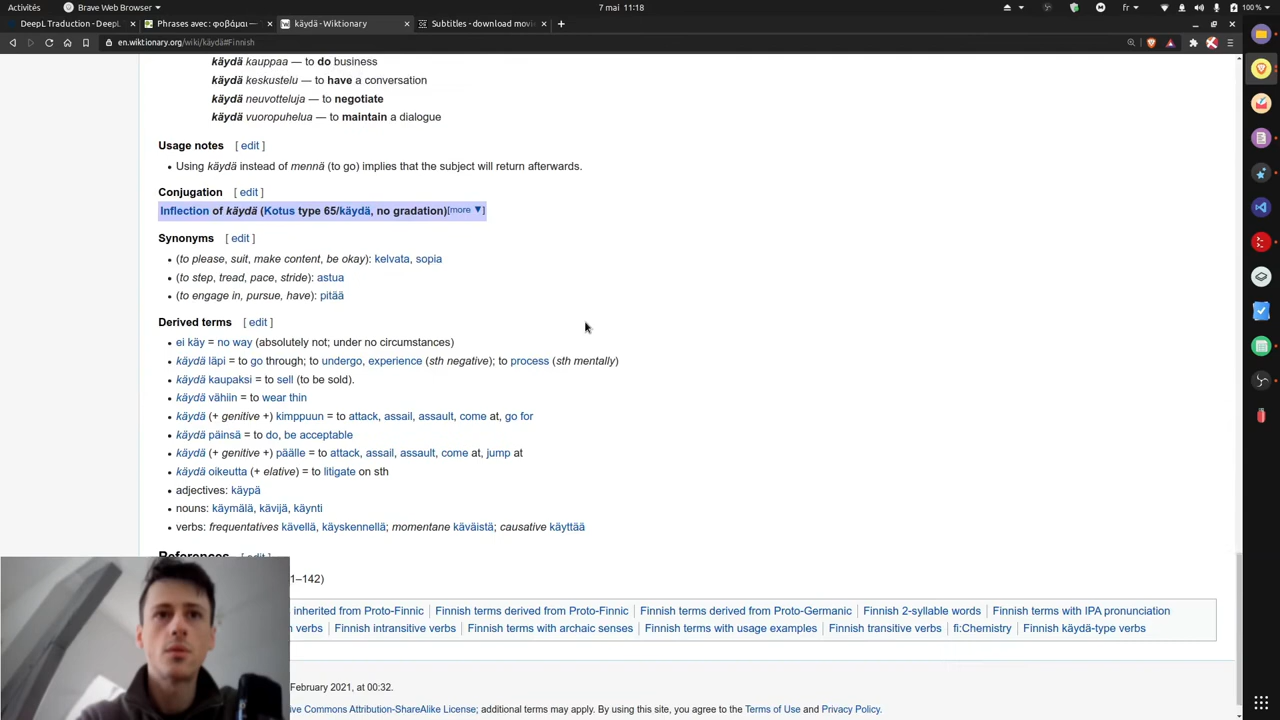 Activités
Brave Web Browser
7 mai 11:18
fr
100%
DeepL Traduction - DeepL
Phrases avec: φοβάμαι
käydä - Wiktionary
Subtitles - download movie
en.wiktionary.org/wiki/käydä#Finnish
käydä kauppaa — to do business
käydä keskustelu — to have a conversation
käydä neuvotteluja — to negotiate
käydä vuoropuhelua — to maintain a dialogue
Usage notes [ edit ]
• Using käydä instead of mennä (to go) implies that the subject will return afterwards.
Conjugation [ edit ]
Inflection of käydä (Kotus type 65/käydä, no gradation)[more ▼]
Synonyms [ edit ]
• (to please, suit, make content, be okay): kelvata, sopia
• (to step, tread, pace, stride): astua
• (to engage in, pursue, have): pitää
Derived terms [ edit ]
• ei käy = no way (absolutely not; under no circumstances)
• käydä läpi = to go through; to undergo, experience (sth negative); to process (sth mentally)
• käydä kaupaksi = to sell (to be sold).
• käydä vähiin = to wear thin
• käydä (+ genitive +) kimppuun = to attack, assail, assault, come at, go for
• käydä päinsä = to do, be acceptable
• käydä (+ genitive +) päälle = to attack, assail, assault, come at, jump at
• käydä oikeutta (+ elative) = to litigate on sth
• adjectives: käypä
• nouns: käymälä, kävijä, käynti
• verbs: frequentatives kävellä, käyskennellä; momentane käväistä; causative käyttää
References [ edit ]
1–142)
inherited from Proto-Finnic | Finnish terms derived from Proto-Finnic | Finnish terms derived from Proto-Germanic | Finnish 2-syllable words | Finnish terms with IPA pronunciation
verbs | Finnish intransitive verbs | Finnish terms with archaic senses | Finnish terms with usage examples | Finnish transitive verbs | fi:Chemistry | Finnish käydä-type verbs
February 2021, at 00:32.
Commons Attribution-ShareAlike License; additional terms may apply. By using this site, you agree to the Terms of Use and Privacy Policy.